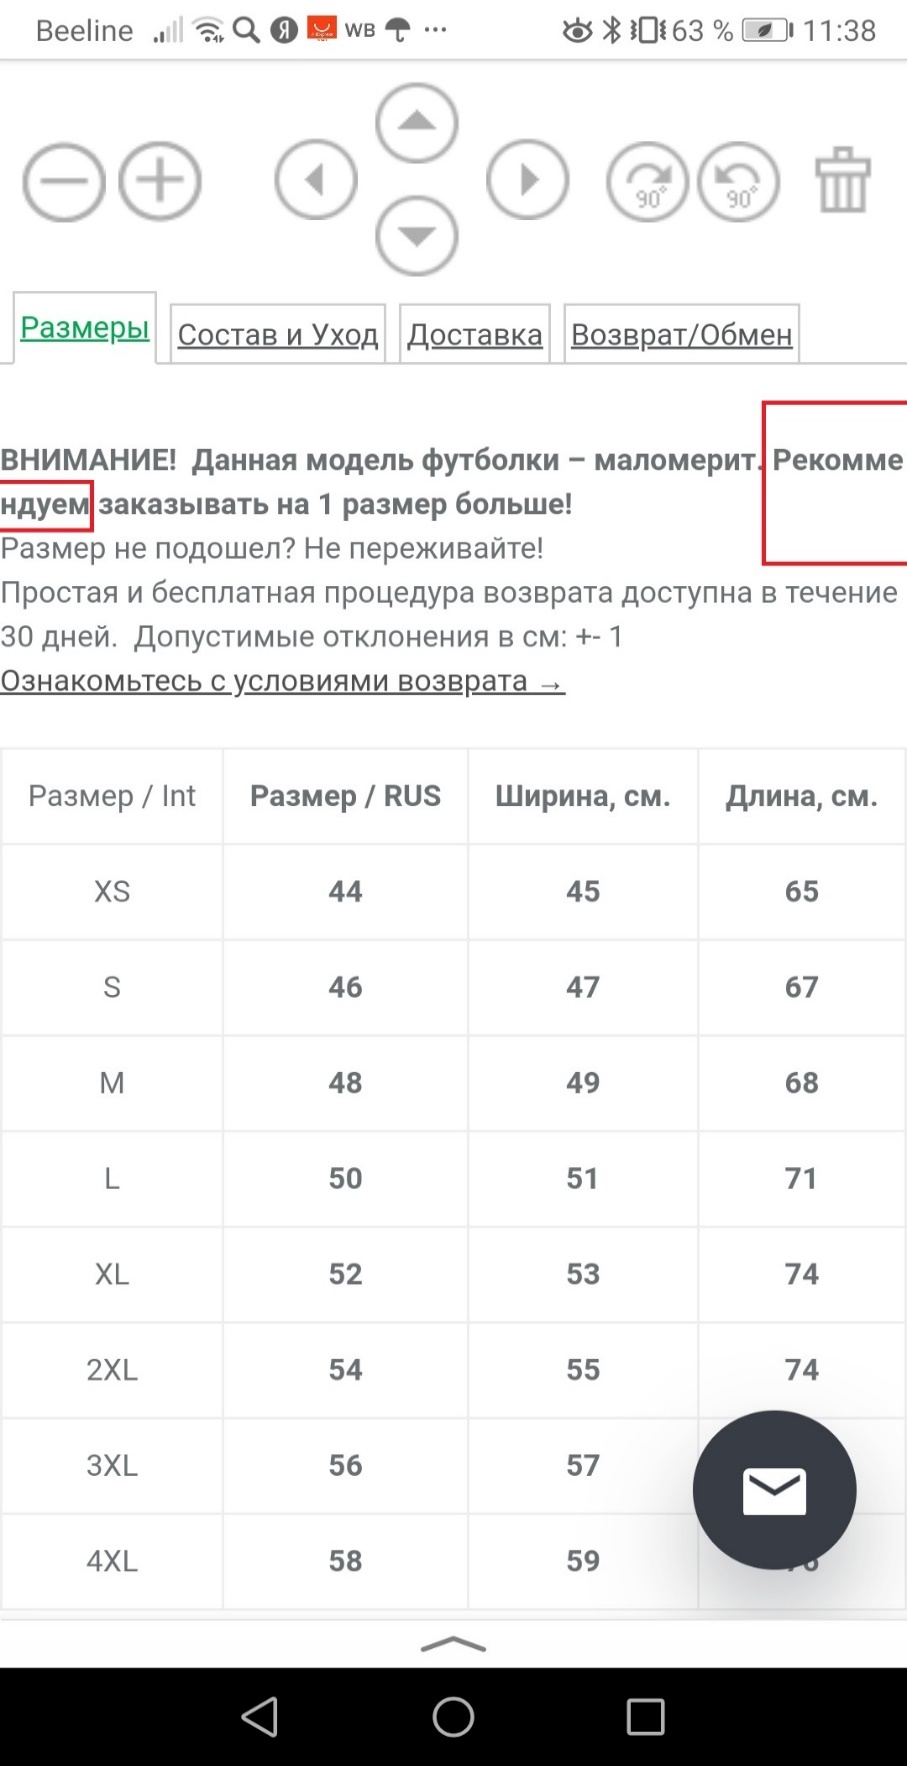 Beeline Я WB ... 63 % 11:38
90° 90°
Размеры Состав и Уход Доставка Возврат/Обмен
ВНИМАНИЕ! Данная модель футболки – маломерит. Рекомме
ндуем заказывать на 1 размер больше!
Размер не подошел? Не переживайте!
Простая и бесплатная процедура возврата доступна в течение
30 дней. Допустимые отклонения в см: +- 1
Ознакомьтесь с условиями возврата →
Размер / Int Размер / RUS Ширина, см. Длина, см.
XS 44 45 65
S 46 47 67
M 48 49 68
L 50 51 71
XL 52 53 74
2XL 54 55 74
3XL 56 57
4XL 58 59